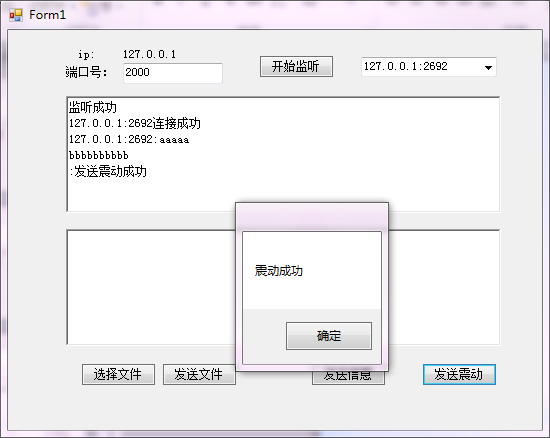 Form1
ip: 127.0.0.1
端口号: 2000
开始监听
127.0.0.1:2692
监听成功
127.0.0.1:2692连接成功
127.0.0.1:2692:aaaaa
bbbbbbbbbb
:发送震动成功
震动成功
确定
选择文件 发送文件 发送信息 发送震动